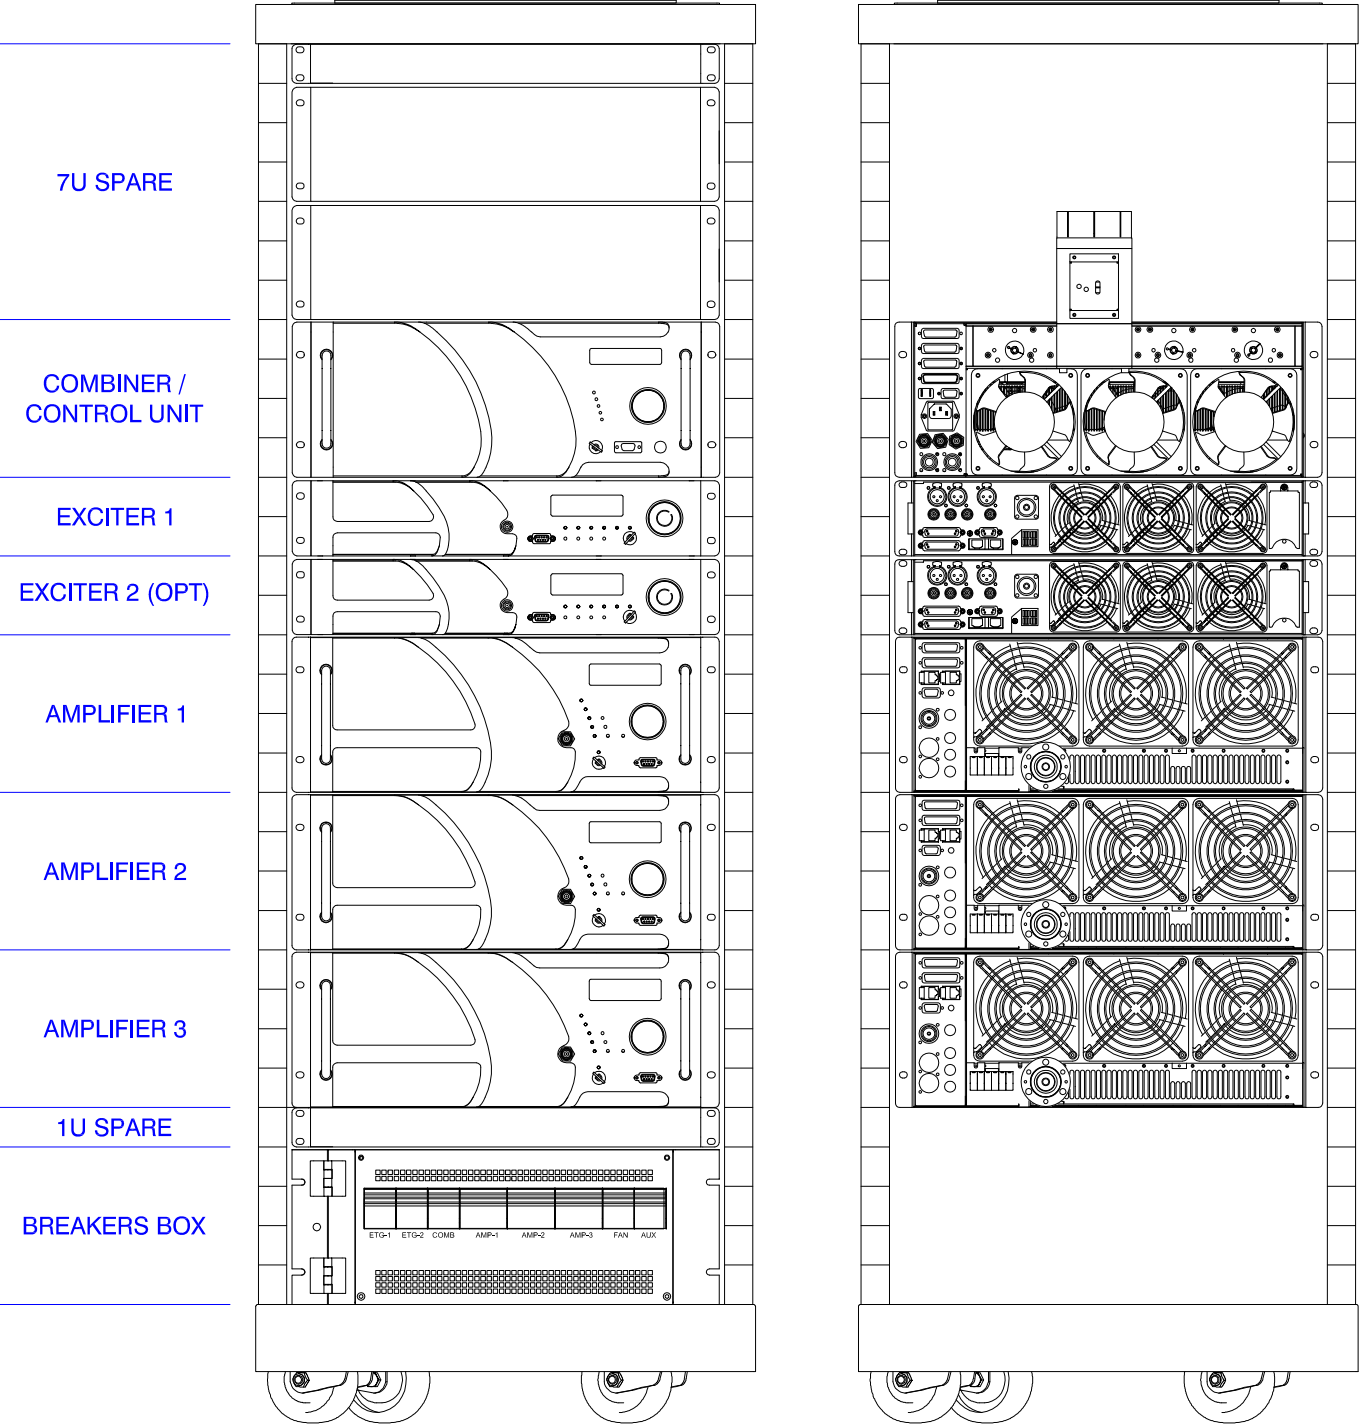 7U SPARE
COMBINER /
CONTROL UNIT
EXCITER 1
EXCITER 2 (OPT)
AMPLIFIER 1
AMPLIFIER 2
AMPLIFIER 3
1U SPARE
BREAKERS BOX
ETG-1 ETG-2 COMB AMP-1 AMP-2 AMP-3 FAN AUX